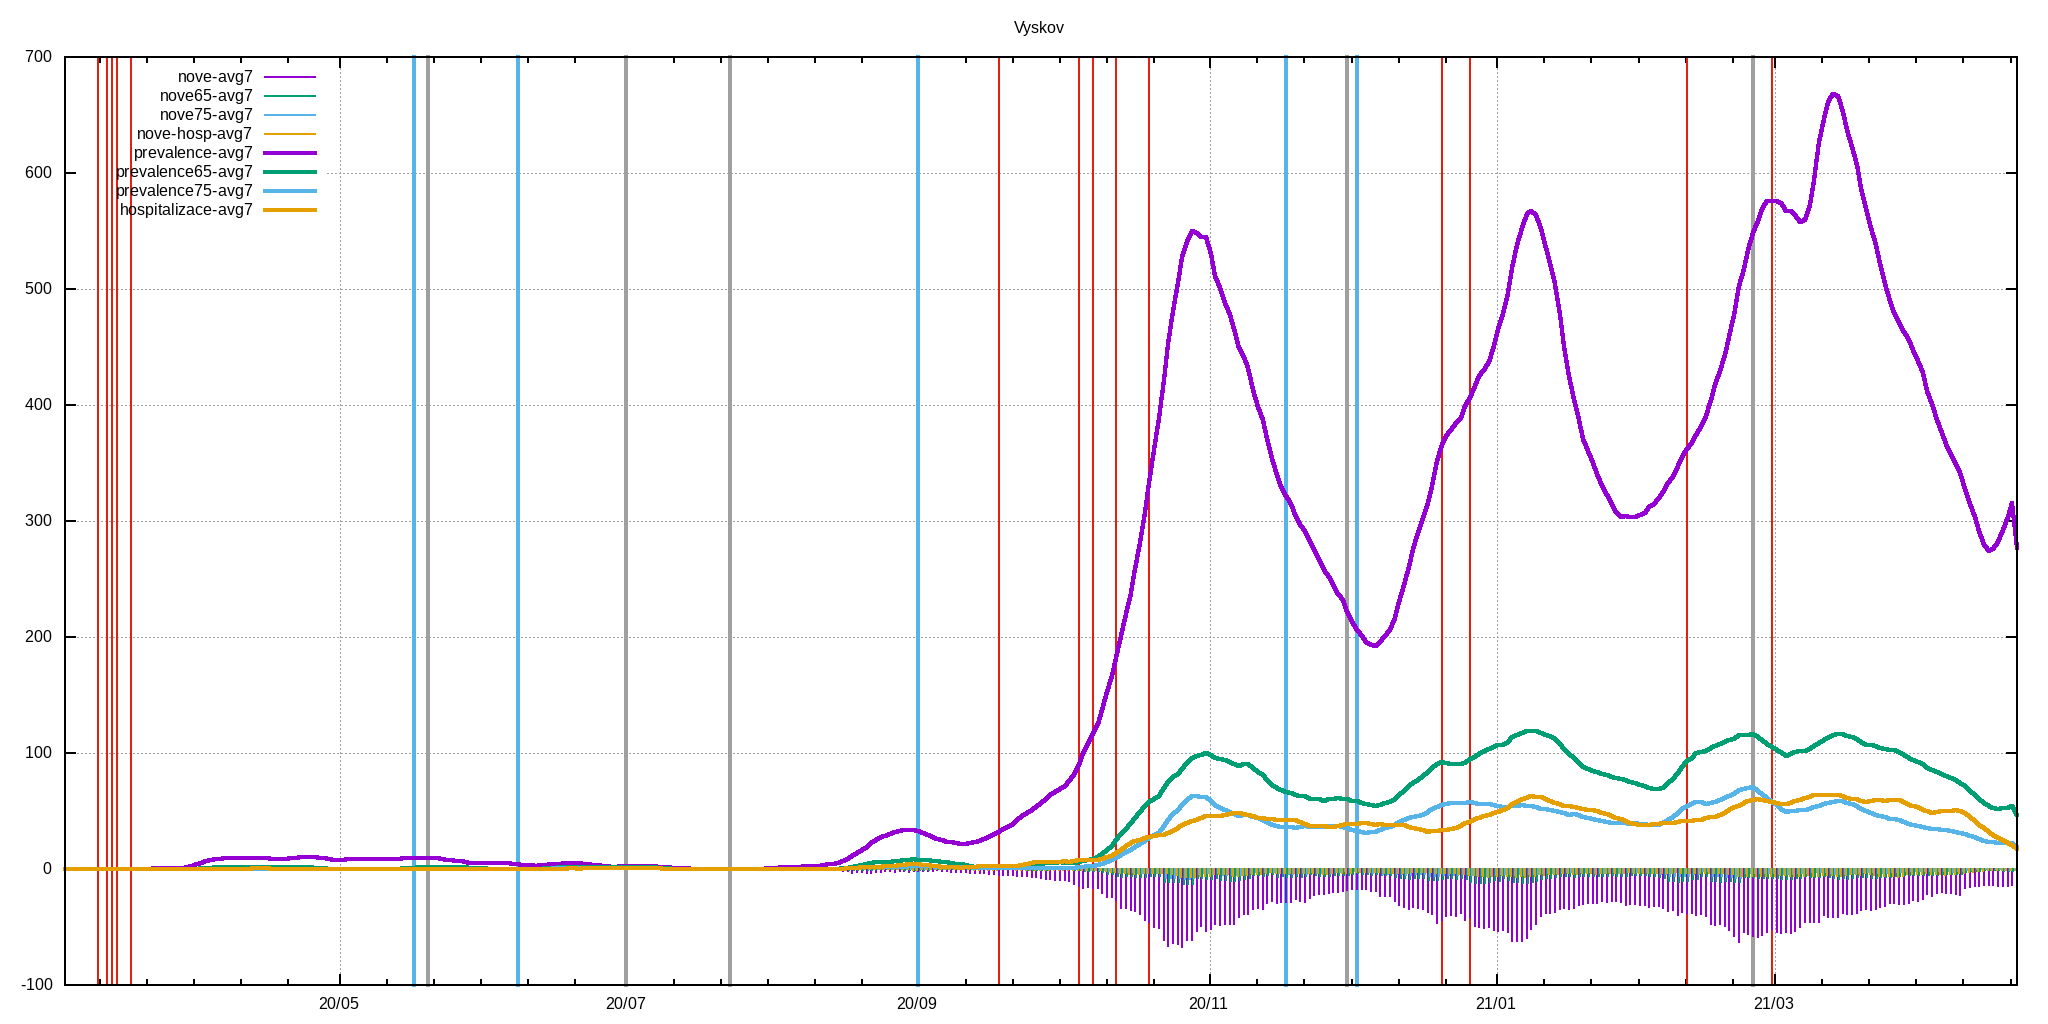 Vyskov
700
600
500
400
300
200
100
0
-100
nove-avg7
nove65-avg7
nove75-avg7
nove-hosp-avg7
prevalence-avg7
prevalence65-avg7
prevalence75-avg7
hospitalizace-avg7
20/05
20/07
20/09
20/11
21/01
21/03